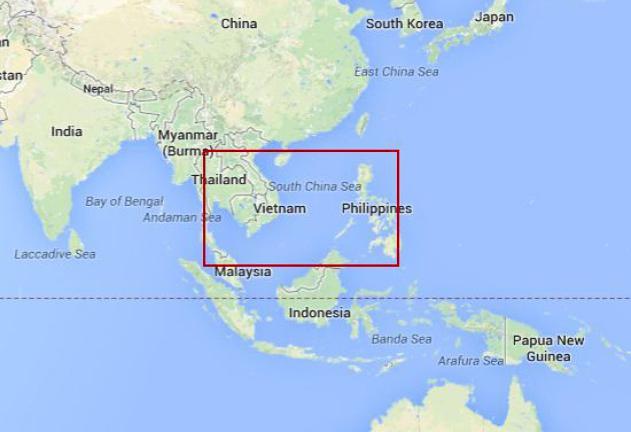 China
South Korea
Japan
East China Sea
an
stan
Nepal
India
Myanmar
(Burma)
Thailand
South China Sea
Bay of Bengal
Vietnam
Philippines
Andaman Sea
Laccadive Sea
Malaysia
Indonesia
Banda Sea
Papua New
Guinea
Arafura Sea